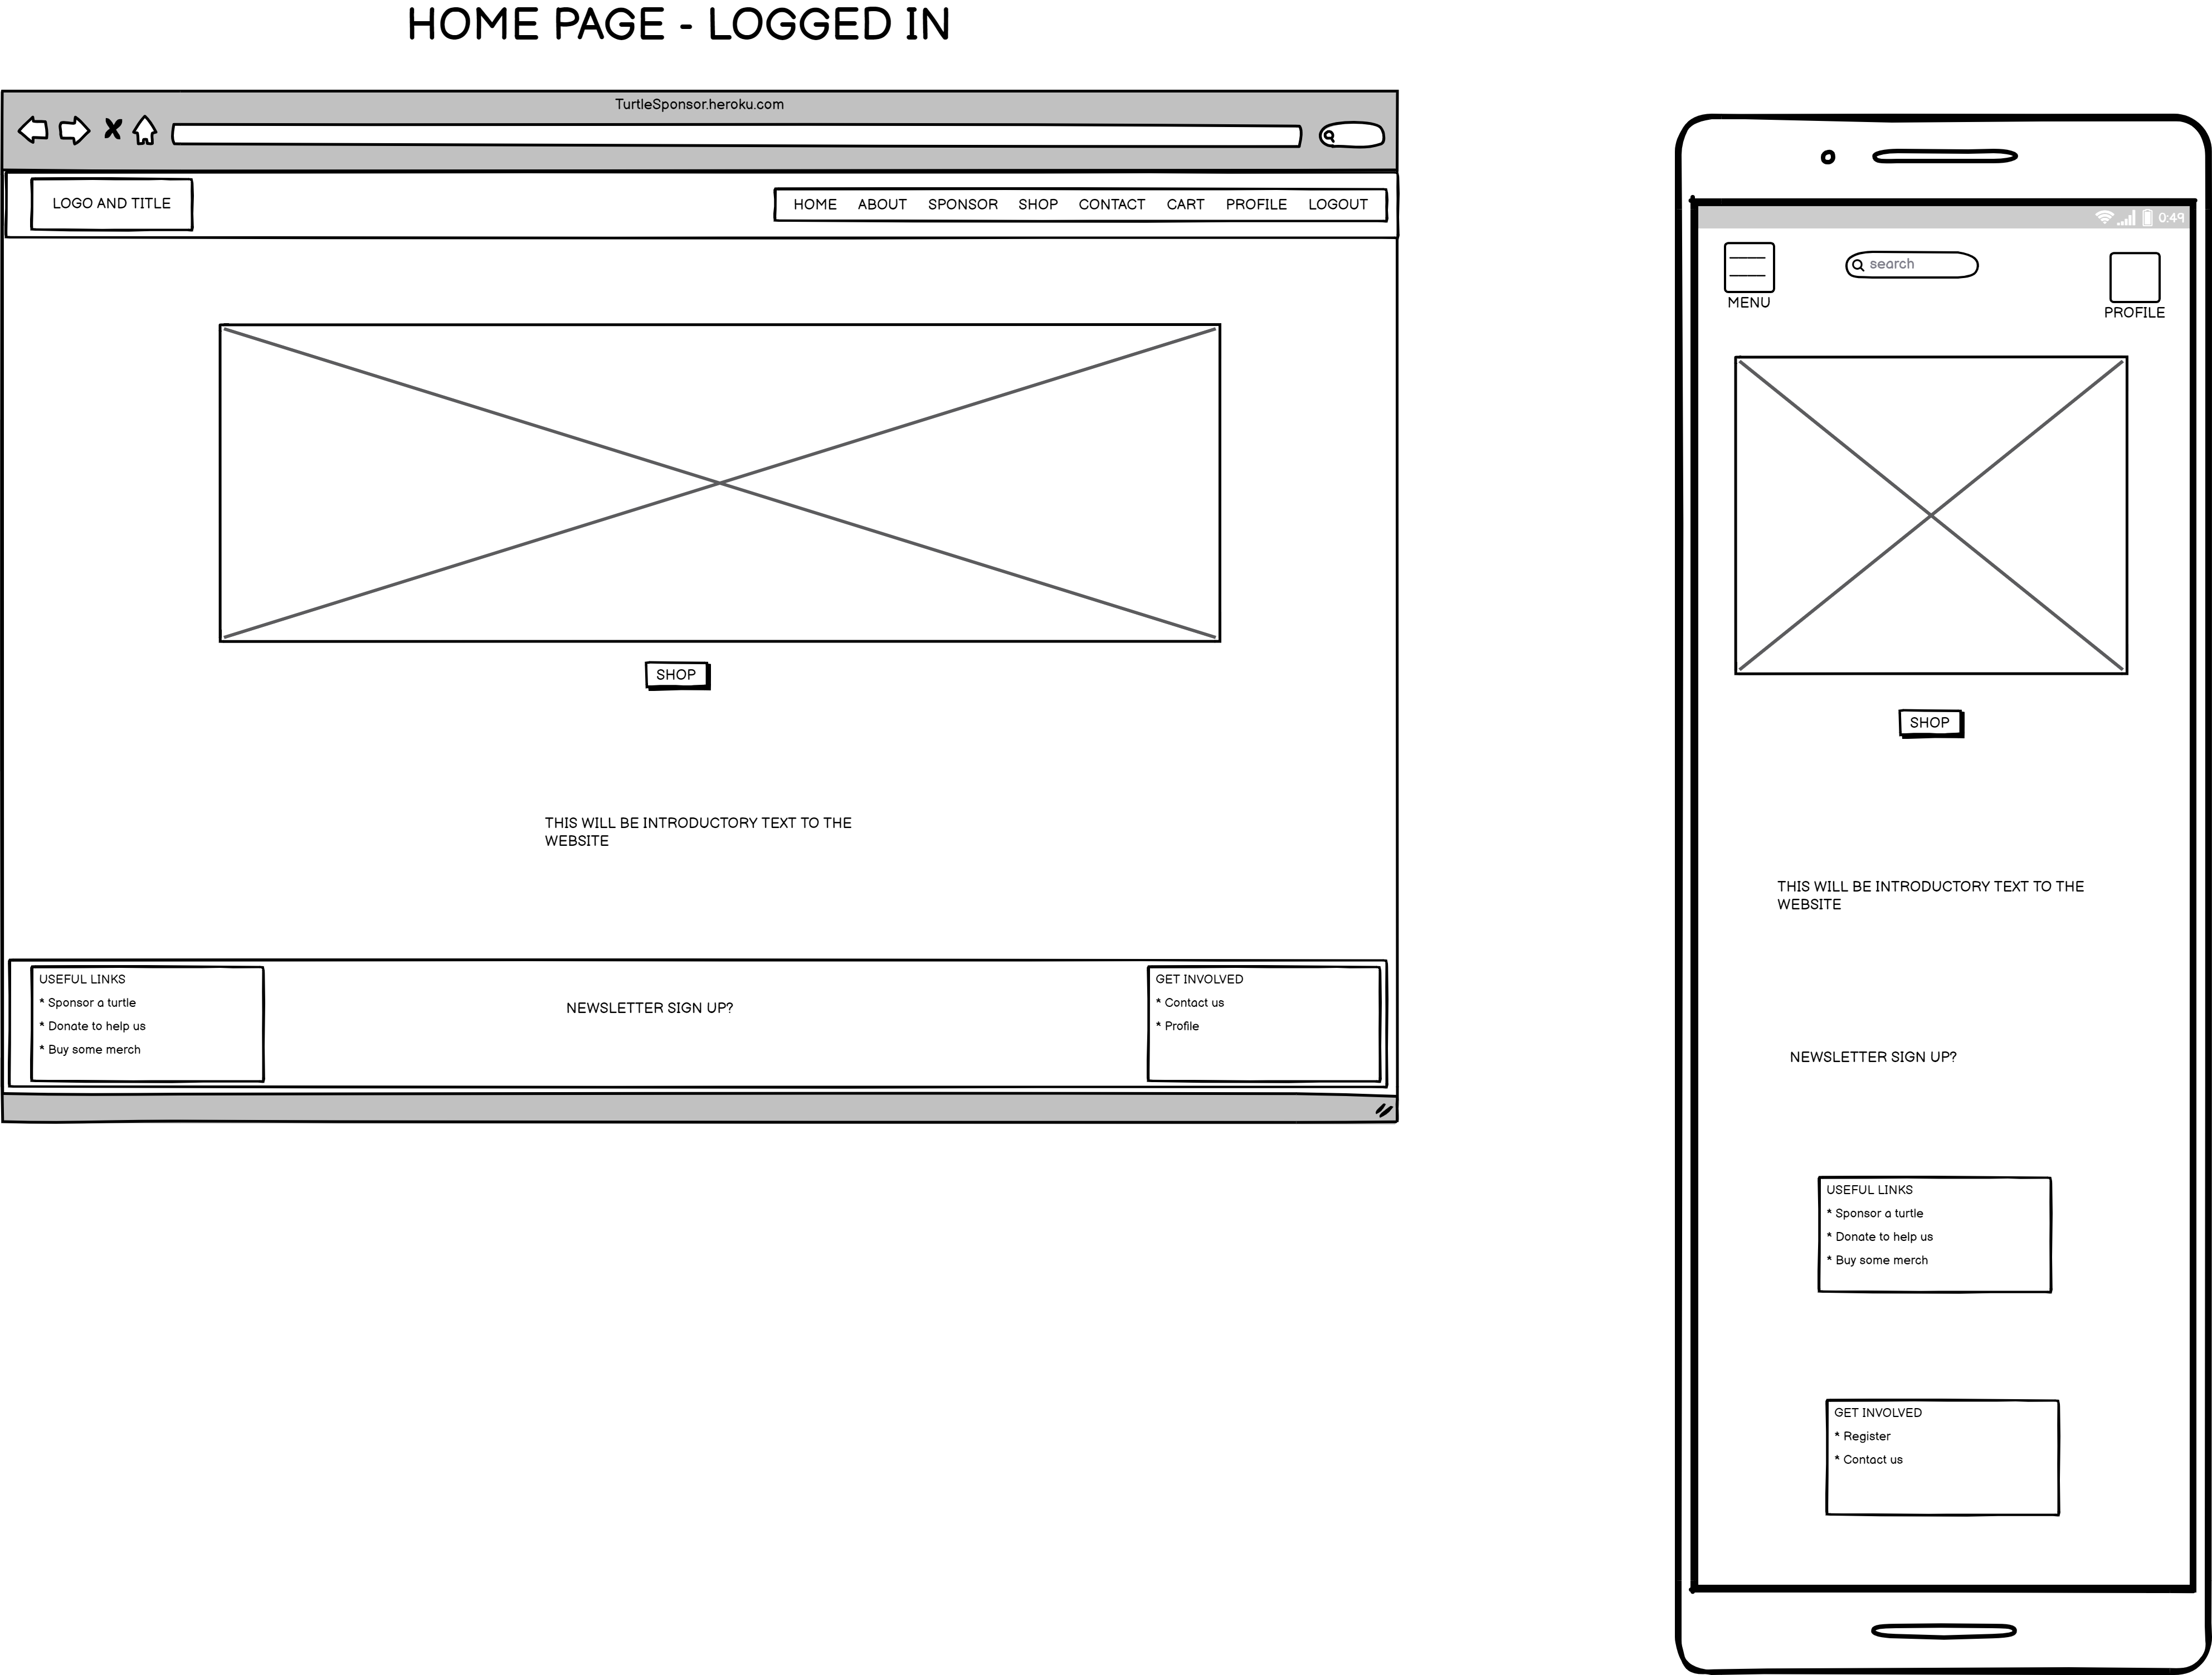 HOME PAGE - LOGGED IN
TurtleSponsor.heroku.com
LOGO AND TITLE
HOME ABOUT SPONSOR SHOP CONTACT CART PROFILE LOGOUT
SHOP
THIS WILL BE INTRODUCTORY TEXT TO THE
WEBSITE
USEFUL LINKS
* Sponsor a turtle
* Donate to help us
* Buy some merch
NEWSLETTER SIGN UP?
GET INVOLVED
* Contact us
* Profile
0:49
search
MENU
PROFILE
SHOP
THIS WILL BE INTRODUCTORY TEXT TO THE
WEBSITE
NEWSLETTER SIGN UP?
USEFUL LINKS
* Sponsor a turtle
* Donate to help us
* Buy some merch
GET INVOLVED
* Register
* Contact us